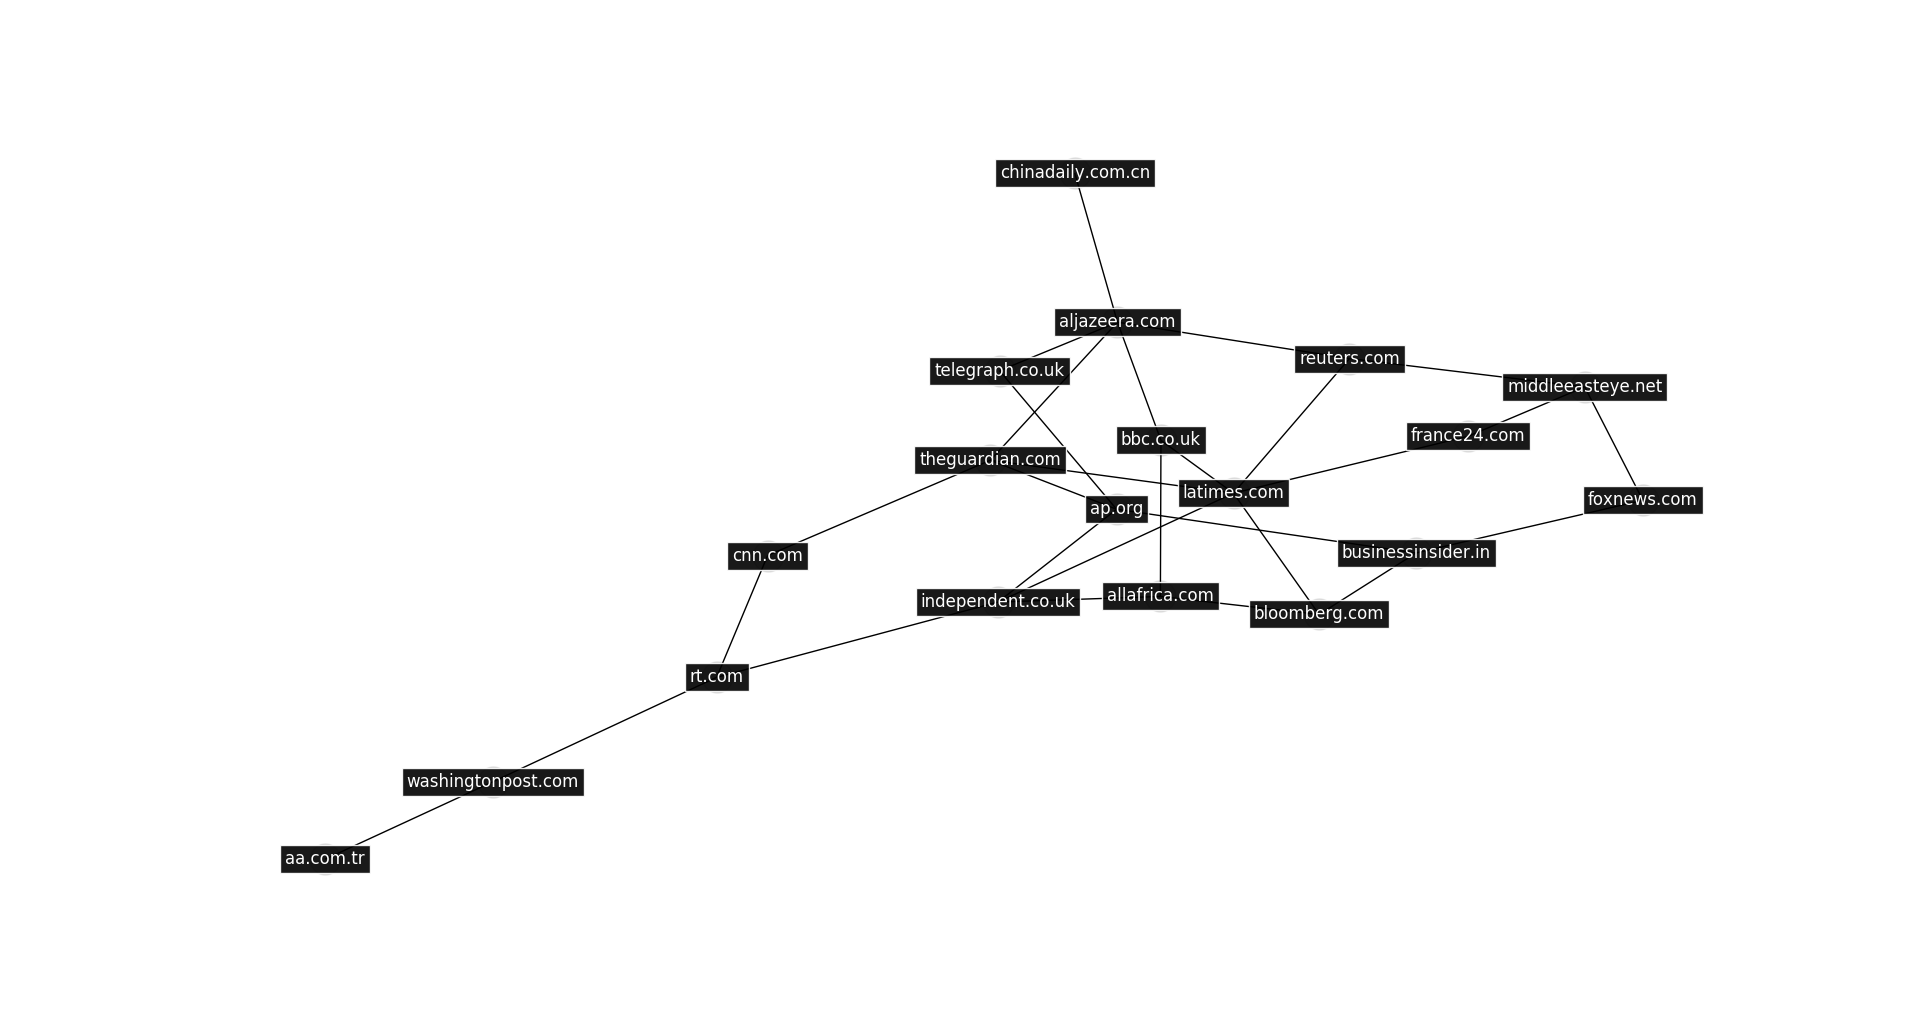 chinadaily.com.cn
aljazeera.com
reuters.com
telegraph.co.uk
middleeasteye.net
france24.com
bbc.co.uk
theguardian.com
latimes.com
foxnews.com
ap.org
businessinsider.in
cnn.com
allafrica.com
independent.co.uk
bloomberg.com
rt.com
washingtonpost.com
aa.com.tr